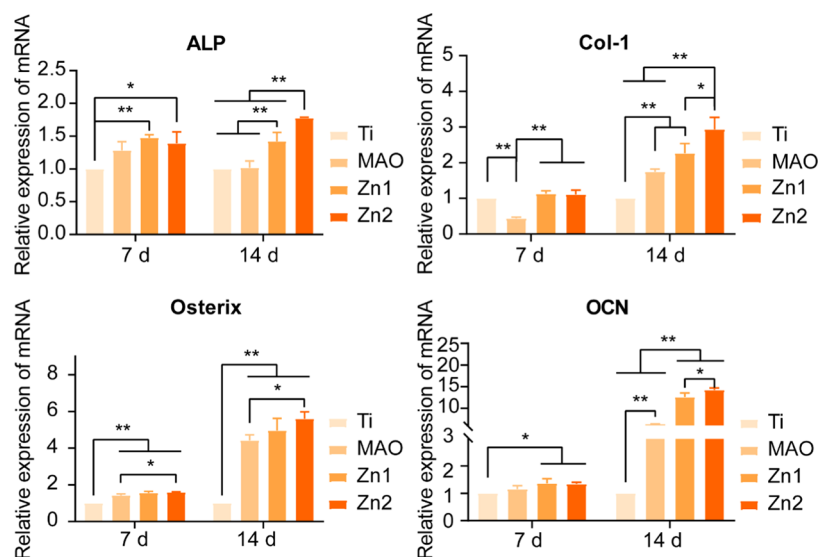 ALP
Relative expression of mRNA
2.5
2.0
1.5
1.0
0.5
0.0
*
**
**
**
7 d
14 d
Ti
MAO
Zn1
Zn2
Col-1
Relative expression of mRNA
5
4
3
2
1
0
**
**
**
**
*
7 d
14 d
Ti
MAO
Zn1
Zn2
Osterix
Relative expression of mRNA
8
6
4
2
0
**
*
**
*
7 d
14 d
Ti
MAO
Zn1
Zn2
OCN
Relative expression of mRNA
25
20
15
10
3
2
1
0
*
**
**
*
7 d
14 d
Ti
MAO
Zn1
Zn2